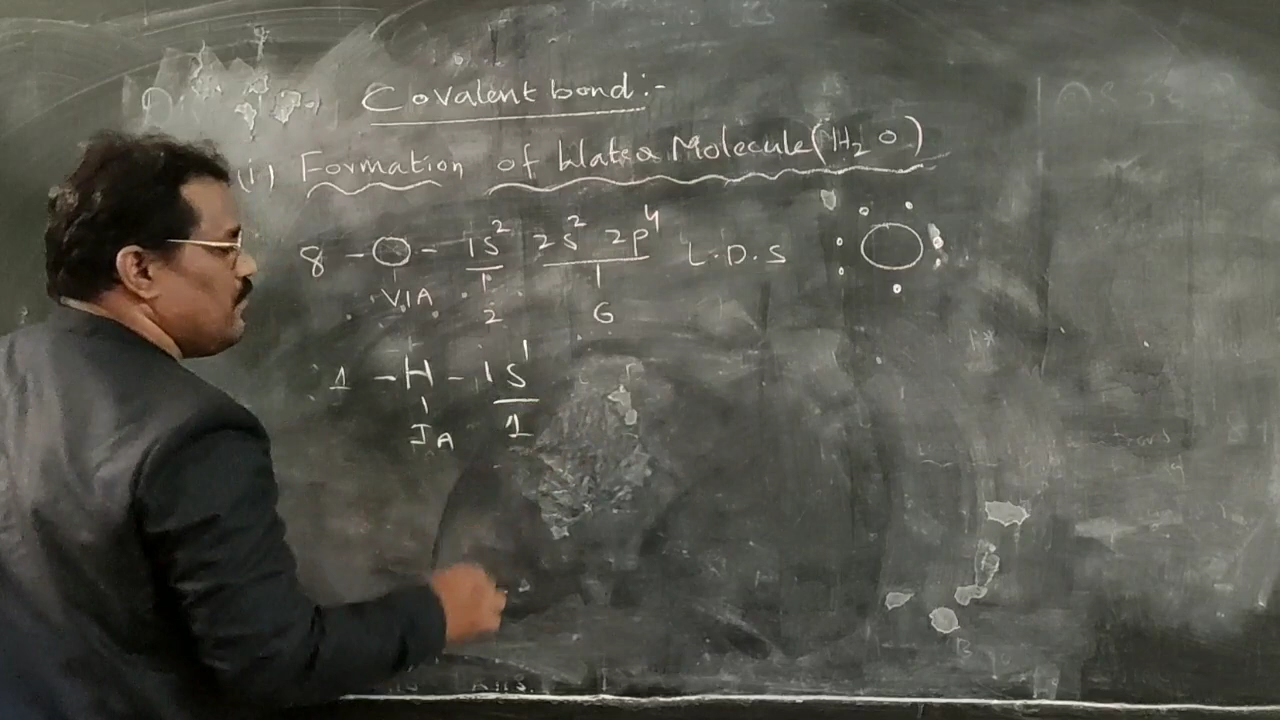 Covalent bond:-
(i) Formation of Water Molecule (H₂O)
8 - O - 1s² 2s² 2p⁴ L.D.S O
VIA 2 6
1 - H - 1s¹
IA 1